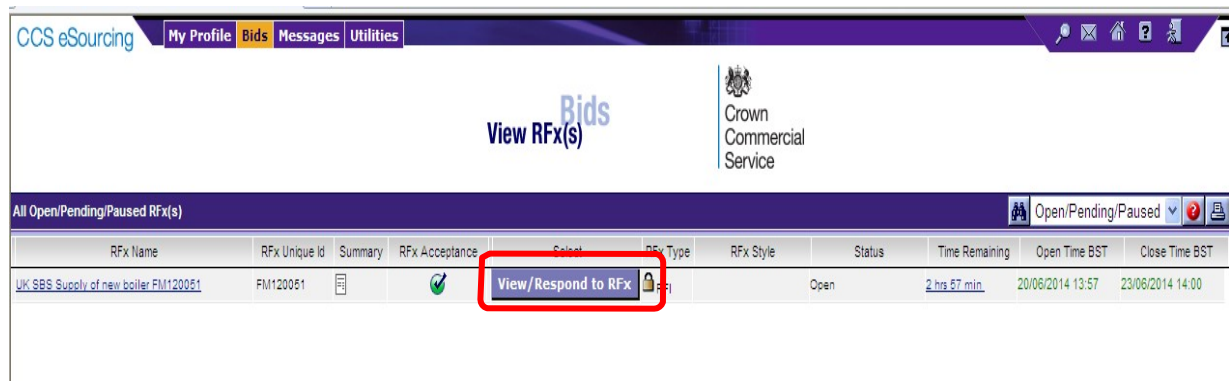 CCS eSourcing My Profile Bids Messages Utilities
Bids
View RFx(s)
Crown
Commercial
Service
All Open/Pending/Paused RFx(s) Open/Pending/Paused
RFx Name RFx Unique Id Summary RFx Acceptance Select RFx Type RFx Style Status Time Remaining Open Time BST Close Time BST
UK SBS Supply of new boiler FM120051 FM120051 View/Respond to RFx Open 2 hrs 57 min 20/06/2014 13:57 23/06/2014 14:00